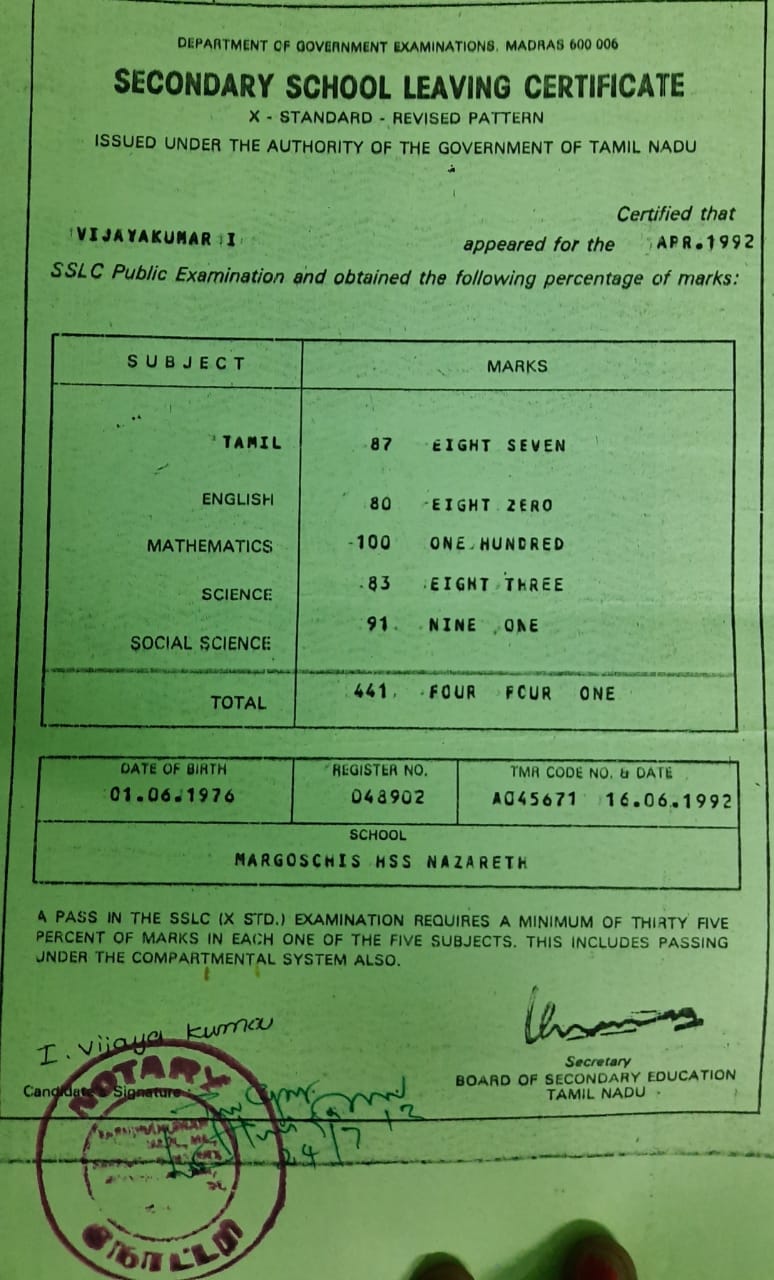 DEPARTMENT OF GOVERNMENT EXAMINATIONS, MADRAS 600 006
SECONDARY SCHOOL LEAVING CERTIFICATE
X - STANDARD - REVISED PATTERN
ISSUED UNDER THE AUTHORITY OF THE GOVERNMENT OF TAMIL NADU
Certified that
VIJAYAKUMAR I appeared for the APR.1992
SSLC Public Examination and obtained the following percentage of marks:
SUBJECT MARKS
TAMIL 87 EIGHT SEVEN
ENGLISH 80 EIGHT ZERO
MATHEMATICS 100 ONE HUNDRED
SCIENCE 83 EIGHT THREE
SOCIAL SCIENCE 91 NINE ONE
TOTAL 441 FOUR FCUR ONE
DATE OF BIRTH REGISTER NO. TMR CODE NO. & DATE
01.06.1976 048902 A045671 16.06.1992
SCHOOL
MARGOSCHIS HSS NAZARETH
A PASS IN THE SSLC (X STD.) EXAMINATION REQUIRES A MINIMUM OF THIRTY FIVE
PERCENT OF MARKS IN EACH ONE OF THE FIVE SUBJECTS. THIS INCLUDES PASSING
UNDER THE COMPARTMENTAL SYSTEM ALSO.
I. Vijaya Kumar
Candidate's Signature
Secretary
BOARD OF SECONDARY EDUCATION
TAMIL NADU
NOTARY
24/7/12
நோட்டரி